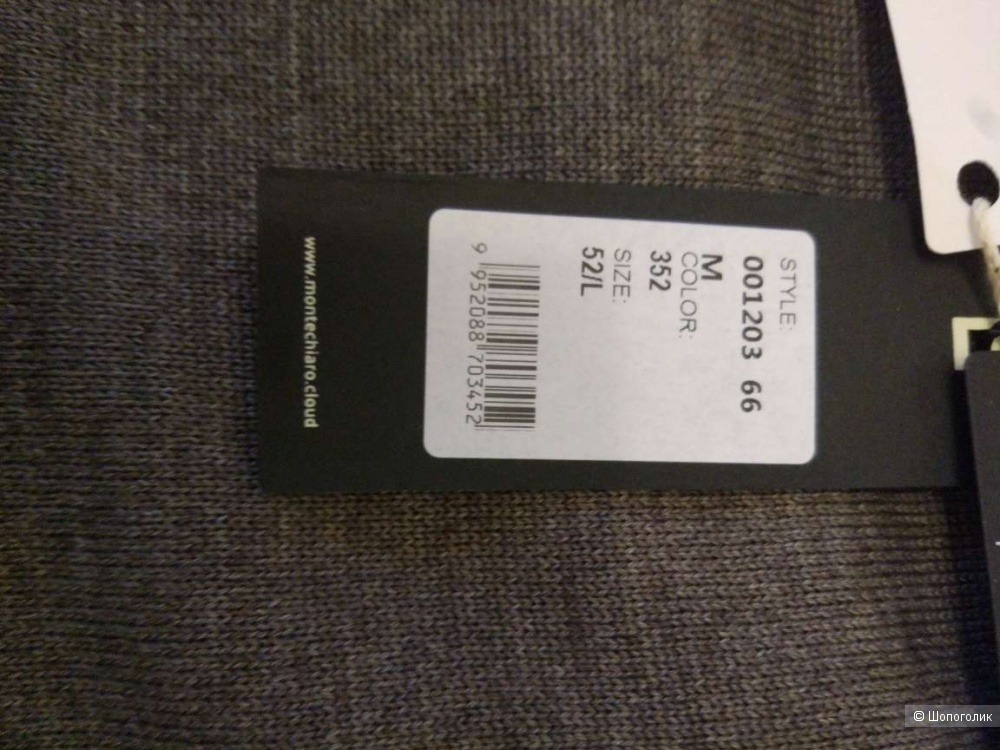 STYLE:
001203 66
M
COLOR:
352
SIZE:
52/L
9 952088 703452
www.montechiaro.cloud
© Шопоголик